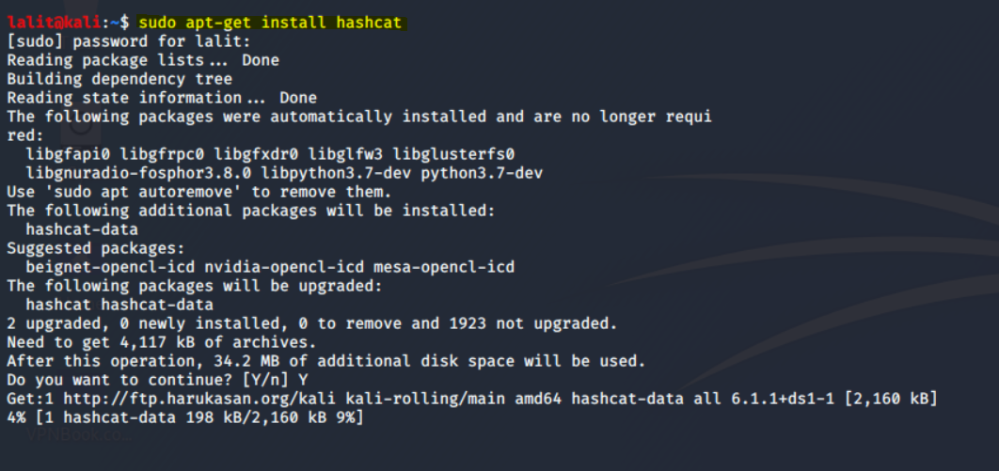 lalit@kali:~$ sudo apt-get install hashcat
[sudo] password for lalit:
Reading package lists... Done
Building dependency tree
Reading state information... Done
The following packages were automatically installed and are no longer requi
red:
  libgfapi0 libgfrpc0 libgfxdr0 libglfw3 libglusterfs0
  libgnuradio-fosphor3.8.0 libpython3.7-dev python3.7-dev
Use 'sudo apt autoremove' to remove them.
The following additional packages will be installed:
  hashcat-data
Suggested packages:
  beignet-opencl-icd nvidia-opencl-icd mesa-opencl-icd
The following packages will be upgraded:
  hashcat hashcat-data
2 upgraded, 0 newly installed, 0 to remove and 1923 not upgraded.
Need to get 4,117 kB of archives.
After this operation, 34.2 MB of additional disk space will be used.
Do you want to continue? [Y/n] Y
Get:1 http://ftp.harukasan.org/kali kali-rolling/main amd64 hashcat-data all 6.1.1+ds1-1 [2,160 kB]
4% [1 hashcat-data 198 kB/2,160 kB 9%]
VPNBook.co...